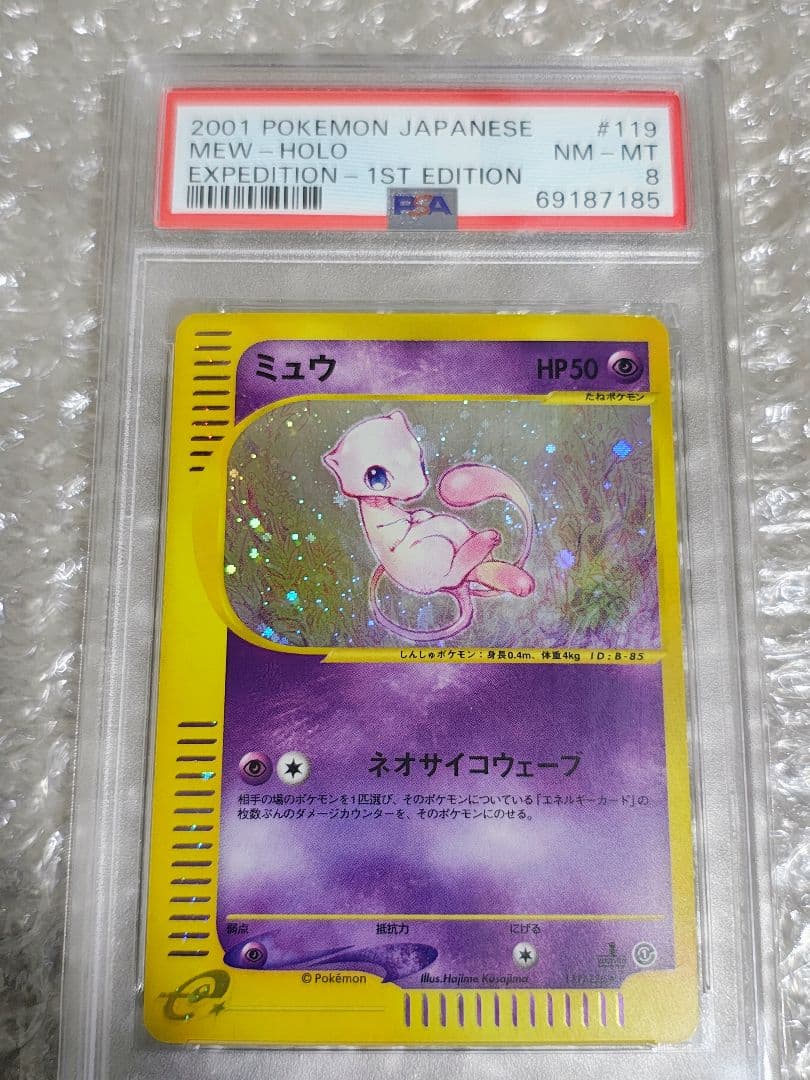 2001 POKEMON JAPANESE #119
MEW - HOLO NM - MT
EXPEDITION - 1ST EDITION 8
PSA 69187185
ミュウ HP50
たねポケモン
しんしゅポケモン：身長0.4m、体重4kg ID:B-85
ネオサイコウェーブ
相手の場のポケモンを1匹選び、そのポケモンについている「エネルギーカード」の
枚数ぶんのダメージカウンターを、そのポケモンにのせる。
弱点 抵抗力 にげる
© Pokémon Illus.Hajime Kusajima
e